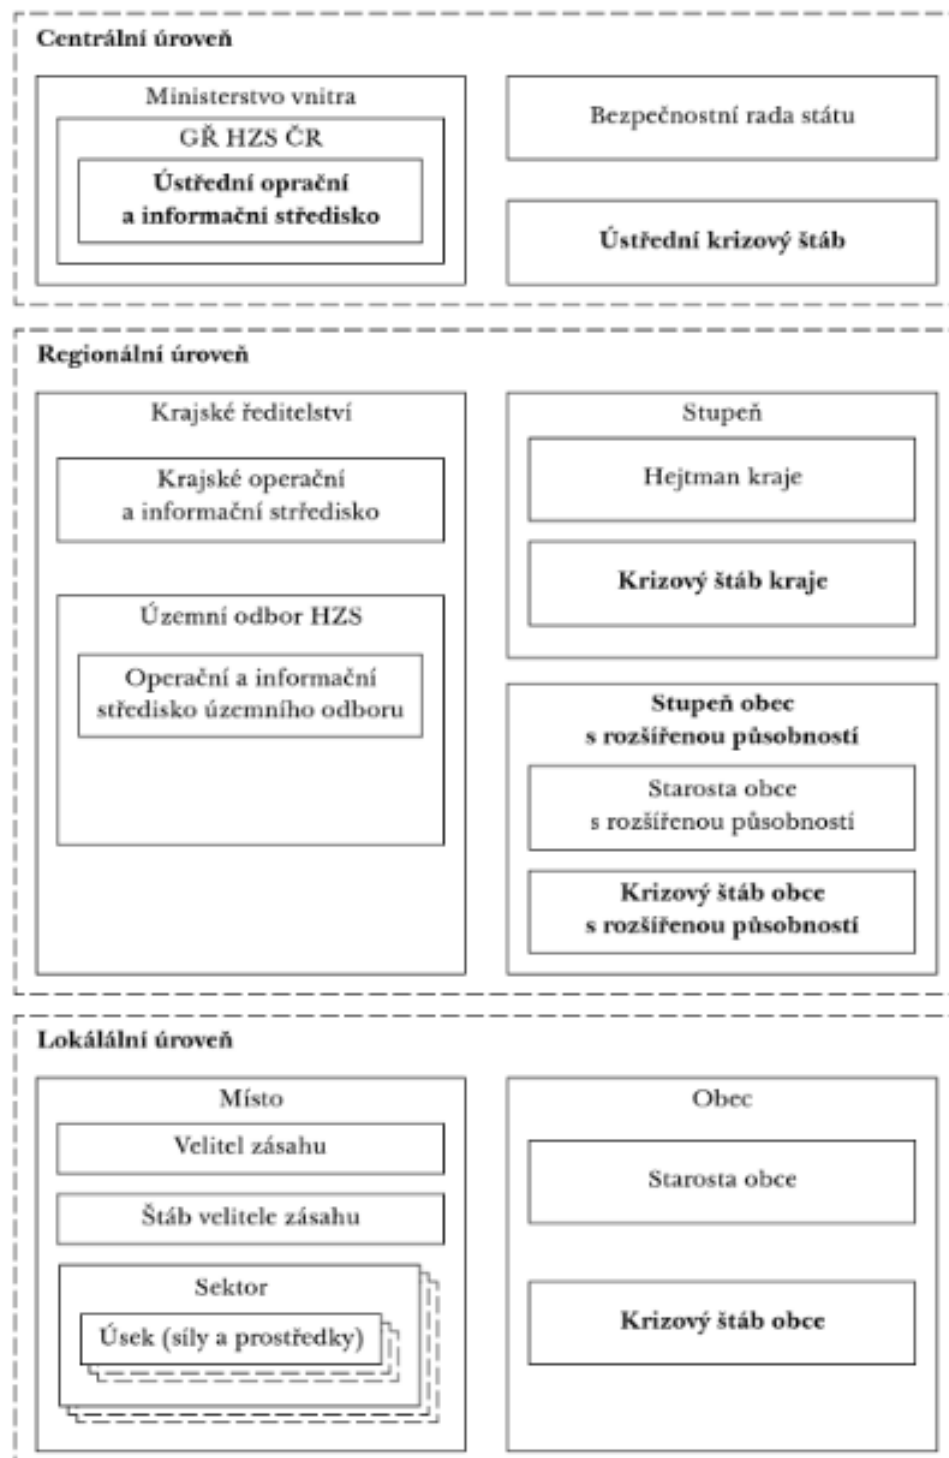 Centrální úroveň
Ministerstvo vnitra
GŘ HZS ČR
Ústřední oprační
a informační středisko
Bezpečnostní rada státu
Ústřední krizový štáb
Regionální úroveň
Krajské ředitelství
Krajské operační
a informační strředisko
Územní odbor HZS
Operační a informační
středisko územního odboru
Stupeň
Hejtman kraje
Krizový štáb kraje
Stupeň obec
s rozšířenou působností
Starosta obce
s rozšířenou působností
Krizový štáb obce
s rozšířenou působností
Lokálální úroveň
Místo
Velitel zásahu
Štáb velitele zásahu
Sektor
Úsek (síly a prostředky)
Obec
Starosta obce
Krizový štáb obce